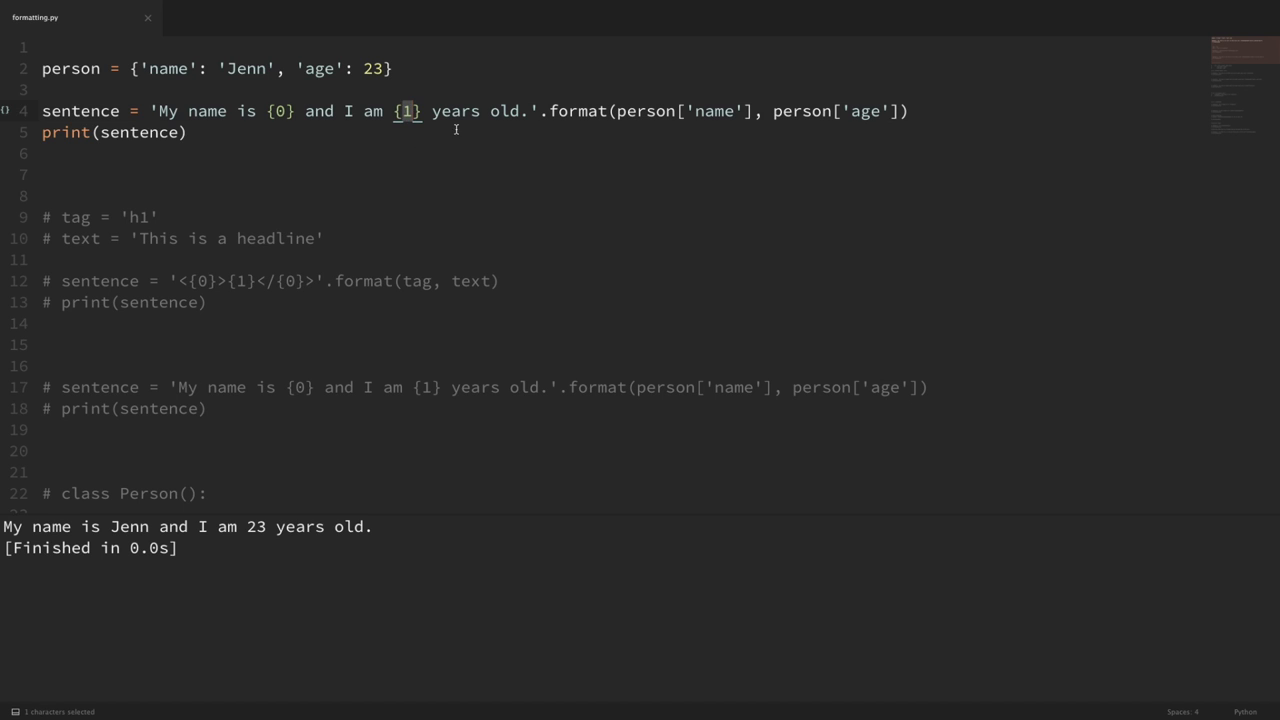 formatting.py ×
1
2 person = {'name': 'Jenn', 'age': 23}
3
{} 4 sentence = 'My name is {0} and I am {1} years old.'.format(person['name'], person['age'])
5 print(sentence)
6
7
8
9 # tag = 'h1'
10 # text = 'This is a headline'
11
12 # sentence = '<{0}>{1}</{0}>'.format(tag, text)
13 # print(sentence)
14
15
16
17 # sentence = 'My name is {0} and I am {1} years old.'.format(person['name'], person['age'])
18 # print(sentence)
19
20
21
22 # class Person():
My name is Jenn and I am 23 years old.
[Finished in 0.0s]
1 characters selected
Spaces: 4
Python